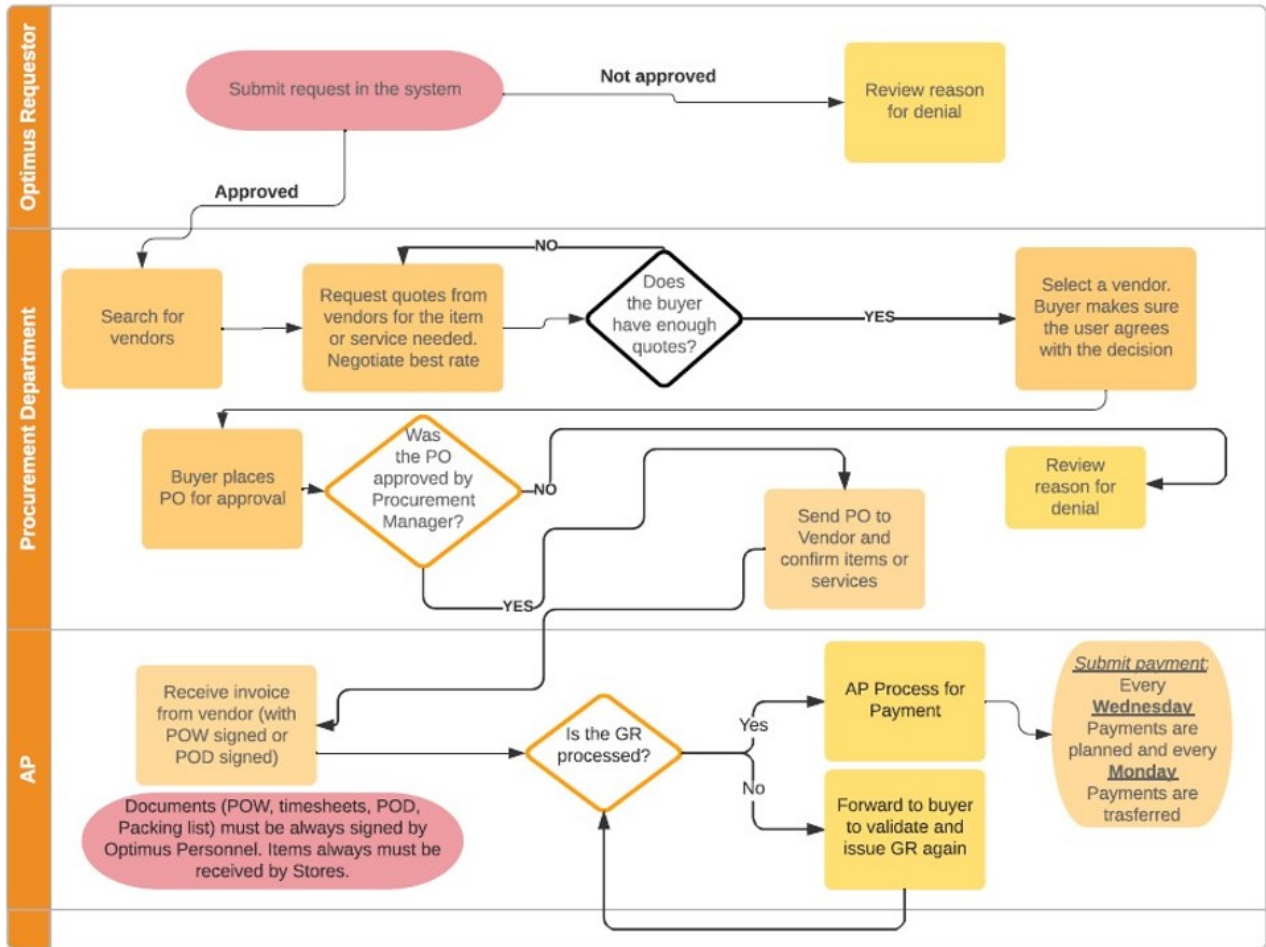 Optimus Requestor
Submit request in the system
Not approved
Review reason
for denial
Approved
Procurement Department
Search for
vendors
Request quotes from
vendors for the item
or service needed.
Negotiate best rate
NO
Does
the buyer
have enough
quotes?
YES
Select a vendor.
Buyer makes sure
the user agrees
with the decision
Buyer places
PO for approval
Was
the PO
approved by
Procurement
Manager?
NO
YES
Send PO to
Vendor and
confirm items or
services
Review
reason for
denial
AP
Receive invoice
from vendor (with
POW signed or
POD signed)
Documents (POW, timesheets, POD,
Packing list) must be always signed by
Optimus Personnel. Items always must be
received by Stores.
Is the GR
processed?
Yes
No
AP Process for
Payment
Forward to buyer
to validate and
issue GR again
Submit payment:
Every
Wednesday
Payments are
planned and every
Monday
Payments are
trasferred